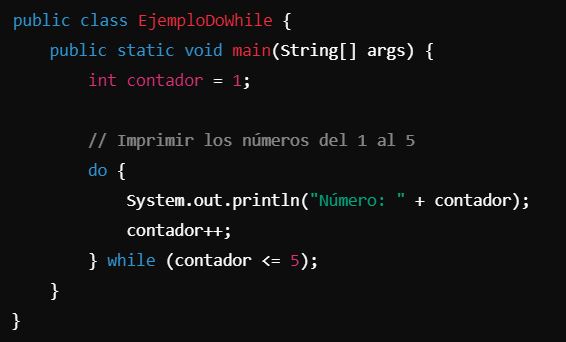 public class EjemploDoWhile {
public static void main(String[] args) {
int contador = 1;
// Imprimir los números del 1 al 5
do {
System.out.println("Número: " + contador);
contador++;
} while (contador <= 5);
}
}